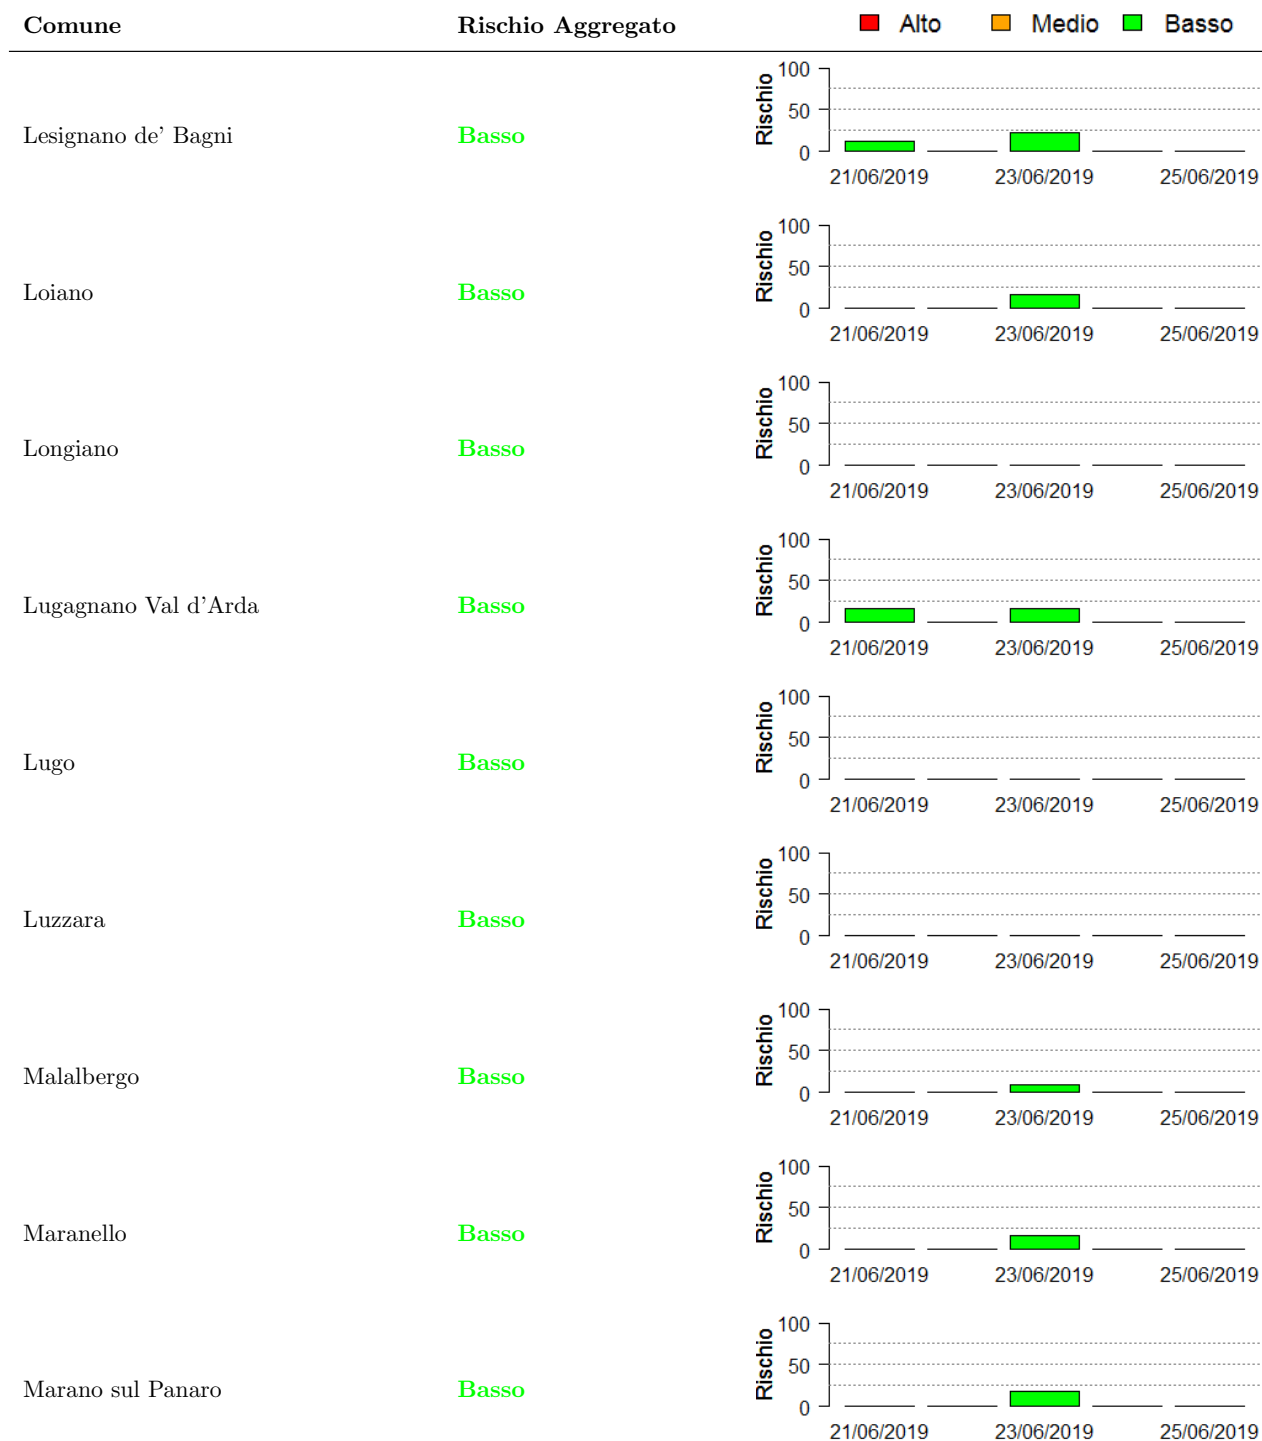 Comune Rischio Aggregato Alto Medio Basso
Lesignano de' Bagni Basso Rischio 100 50 0
21/06/2019 23/06/2019 25/06/2019
Loiano Basso Rischio 100 50 0
21/06/2019 23/06/2019 25/06/2019
Longiano Basso Rischio 100 50 0
21/06/2019 23/06/2019 25/06/2019
Lugagnano Val d'Arda Basso Rischio 100 50 0
21/06/2019 23/06/2019 25/06/2019
Lugo Basso Rischio 100 50 0
21/06/2019 23/06/2019 25/06/2019
Luzzara Basso Rischio 100 50 0
21/06/2019 23/06/2019 25/06/2019
Malalbergo Basso Rischio 100 50 0
21/06/2019 23/06/2019 25/06/2019
Maranello Basso Rischio 100 50 0
21/06/2019 23/06/2019 25/06/2019
Marano sul Panaro Basso Rischio 100 50 0
21/06/2019 23/06/2019 25/06/2019